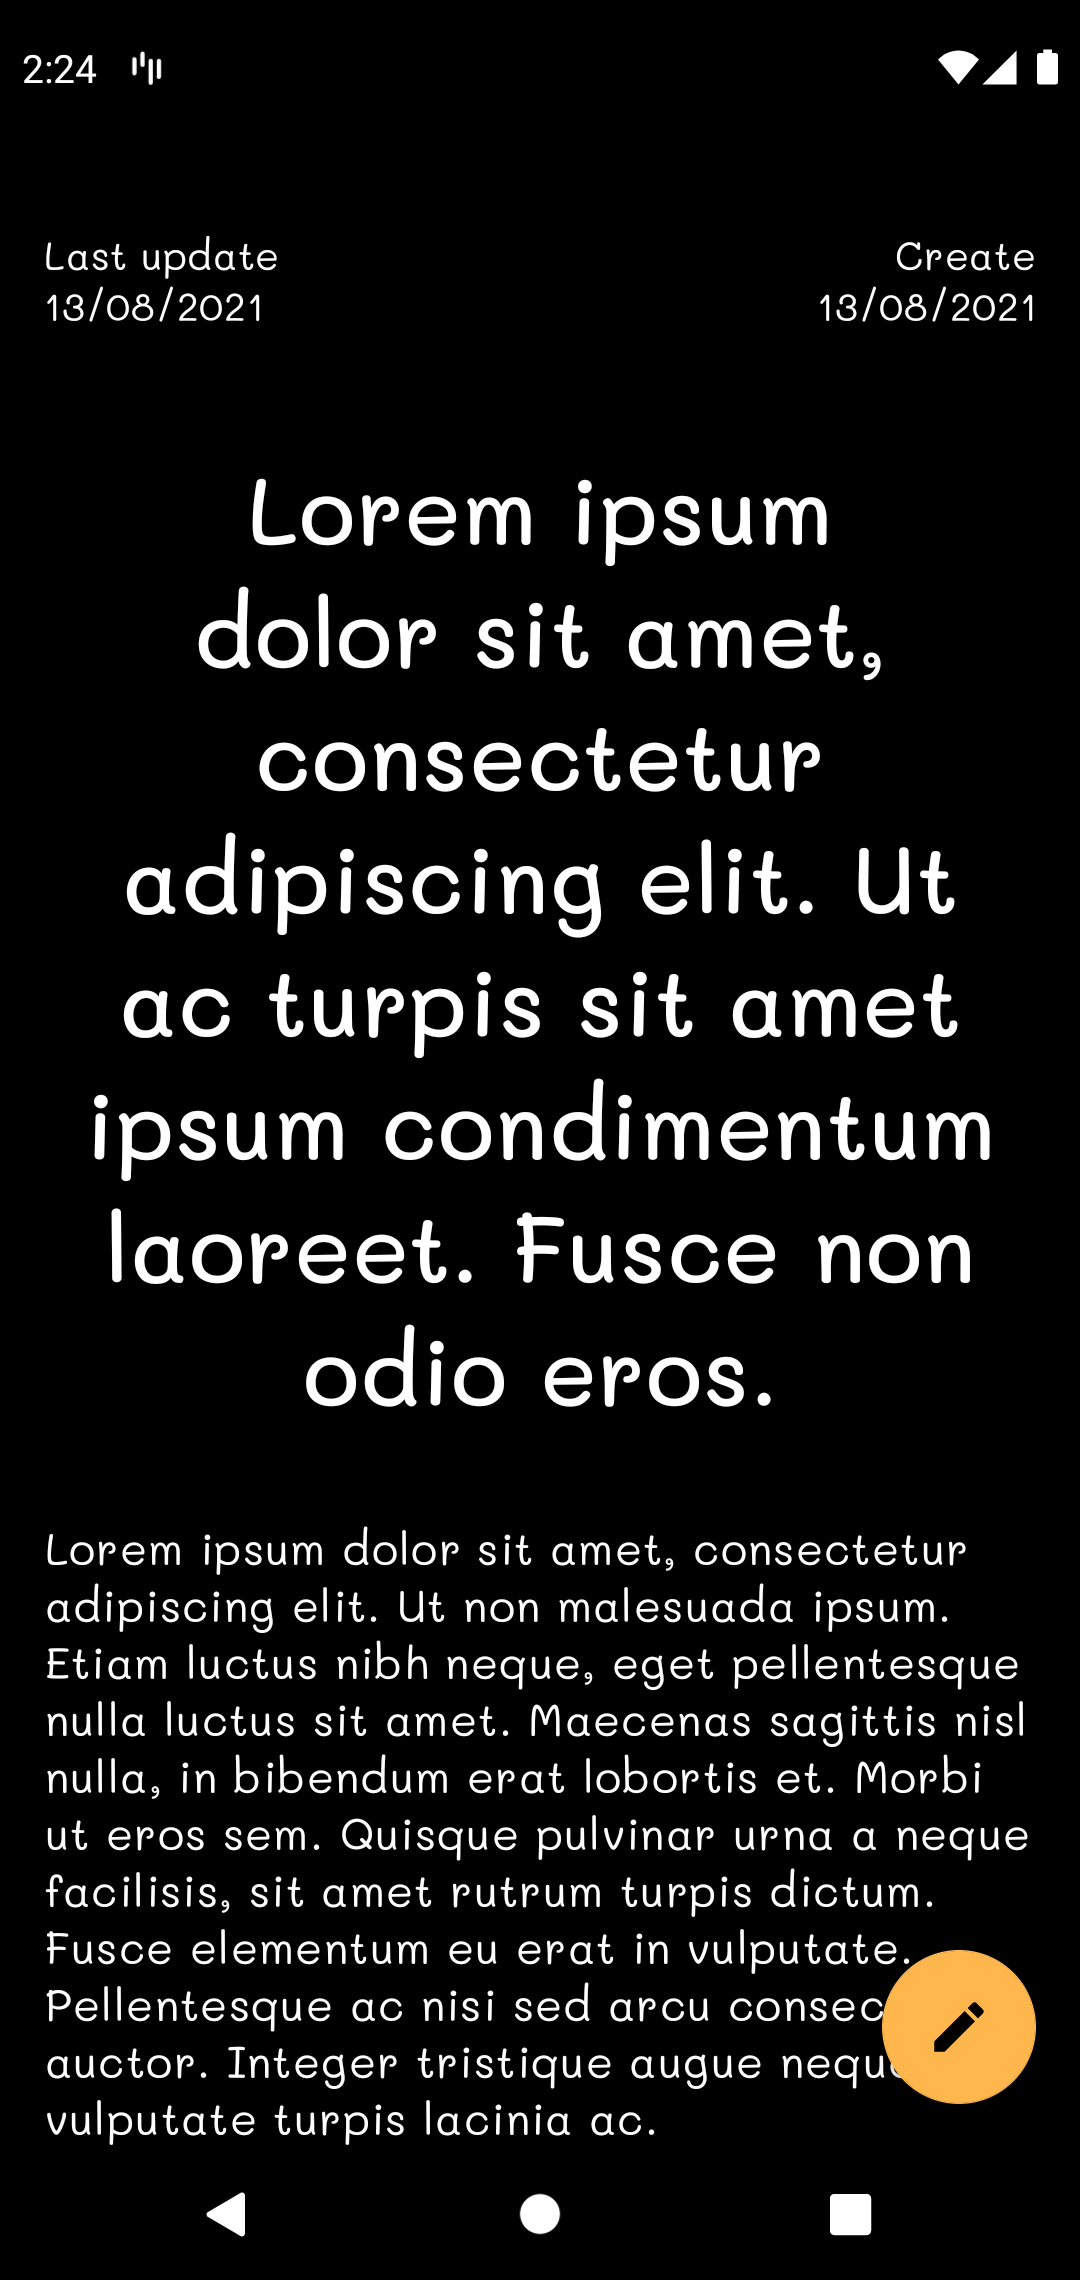 2:24
Last update
13/08/2021
Create
13/08/2021
Lorem ipsum
dolor sit amet,
consectetur
adipiscing elit. Ut
ac turpis sit amet
ipsum condimentum
laoreet. Fusce non
odio eros.
Lorem ipsum dolor sit amet, consectetur
adipiscing elit. Ut non malesuada ipsum.
Etiam luctus nibh neque, eget pellentesque
nulla luctus sit amet. Maecenas sagittis nisl
nulla, in bibendum erat lobortis et. Morbi
ut eros sem. Quisque pulvinar urna a neque
facilisis, sit amet rutrum turpis dictum.
Fusce elementum eu erat in vulputate.
Pellentesque ac nisi sed arcu
auctor. Integer tristique augue
vulputate turpis lacinia ac.